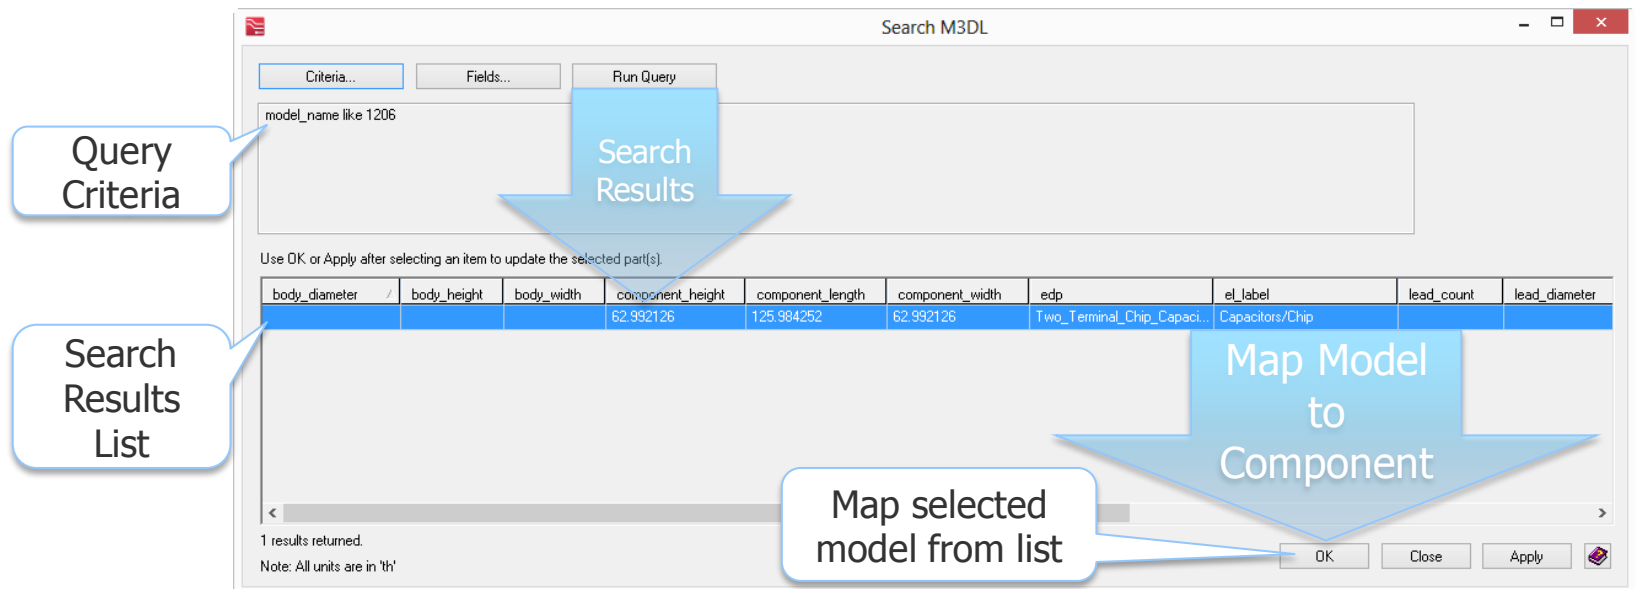 Search M3DL
Criteria... Fields... Run Query
model_name like 1206
Query
Criteria
Search
Results
Use OK or Apply after selecting an item to update the selected part(s).
body_diameter body_height body_width component_height component_length component_width edp el_label lead_count lead_diameter
62.992126 125.984252 62.992126 Two_Terminal_Chip_Capaci... Capacitors/Chip
Search
Results
List
Map Model
to
Component
Map selected
model from list
1 results returned.
Note: All units are in 'th'
OK Close Apply